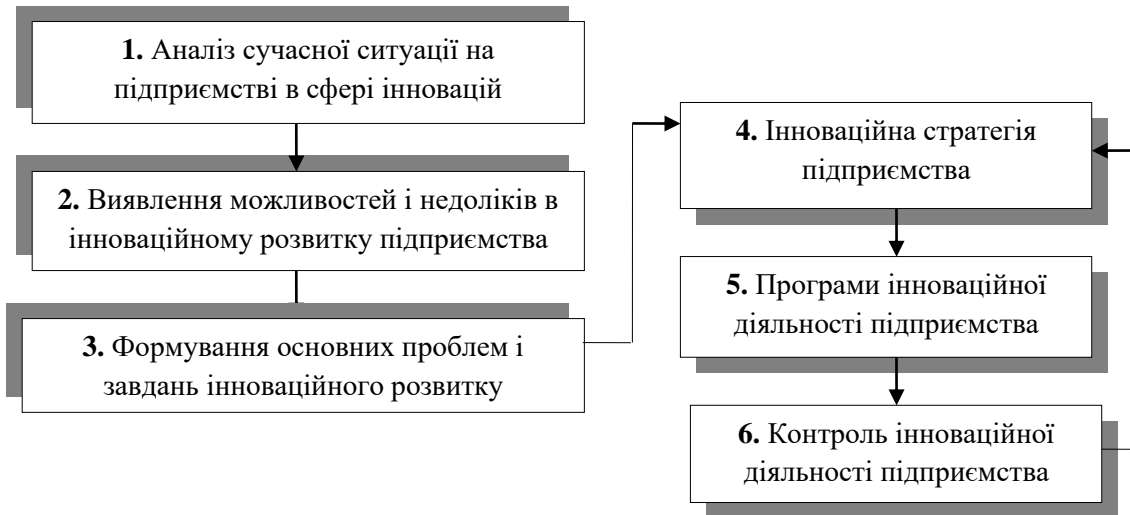 1. Аналіз сучасної ситуації на
підприємстві в сфері інновацій
2. Виявлення можливостей і недоліків в
інноваційному розвитку підприємства
3. Формування основних проблем і
завдань інноваційного розвитку
4. Інноваційна стратегія
підприємства
5. Програми інноваційної
діяльності підприємства
6. Контроль інноваційної
діяльності підприємства